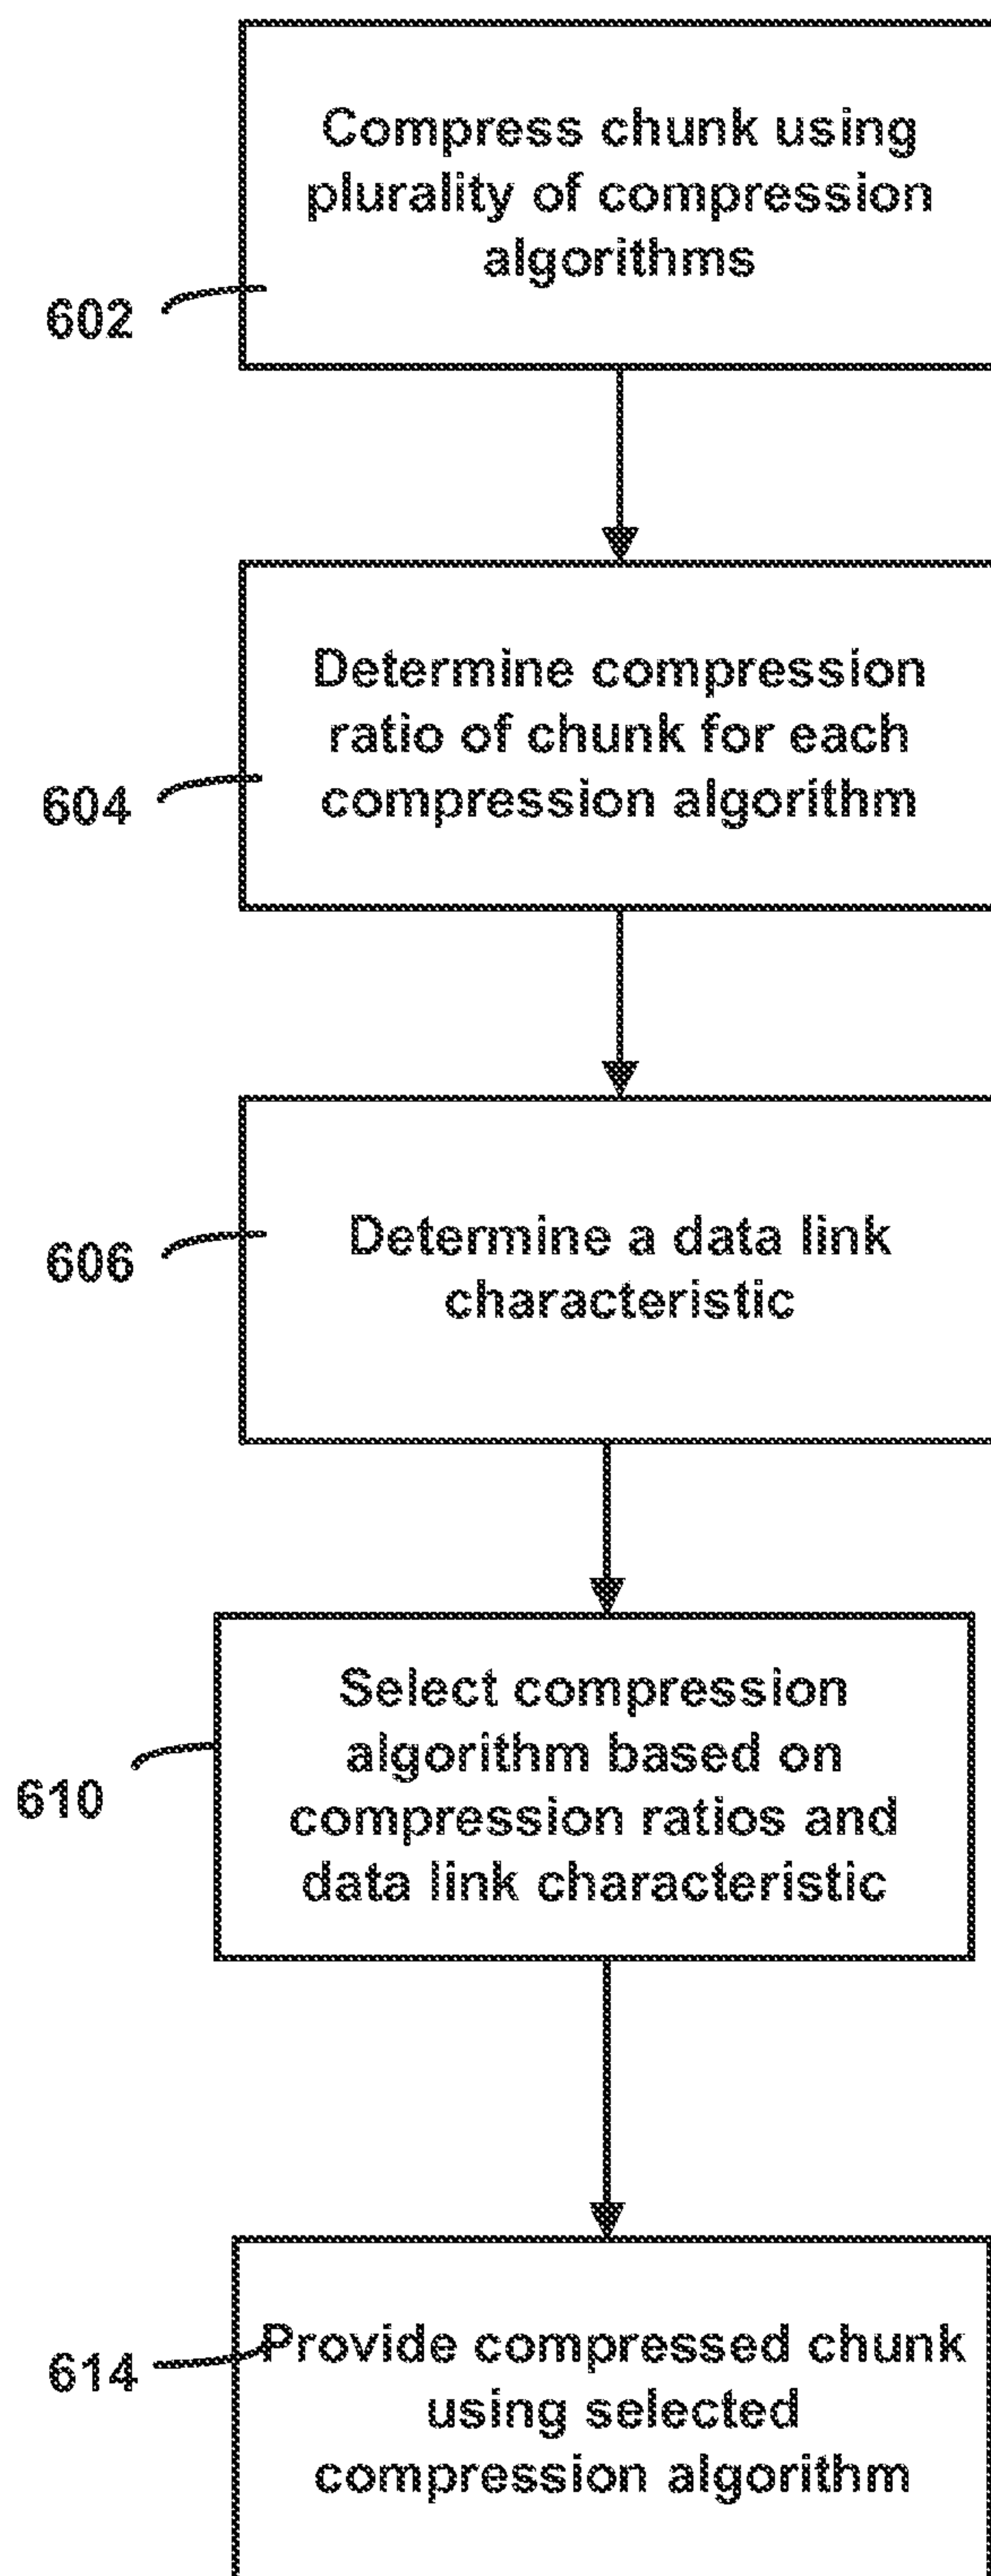 Compress chunk using
plurality of compression
algorithms
602
Determine compression
ratio of chunk for each
compression algorithm
604
Determine a data link
characteristic
606
Select compression
algorithm based on
compression ratios and
data link characteristic
610
Provide compressed chunk
using selected
compression algorithm
614